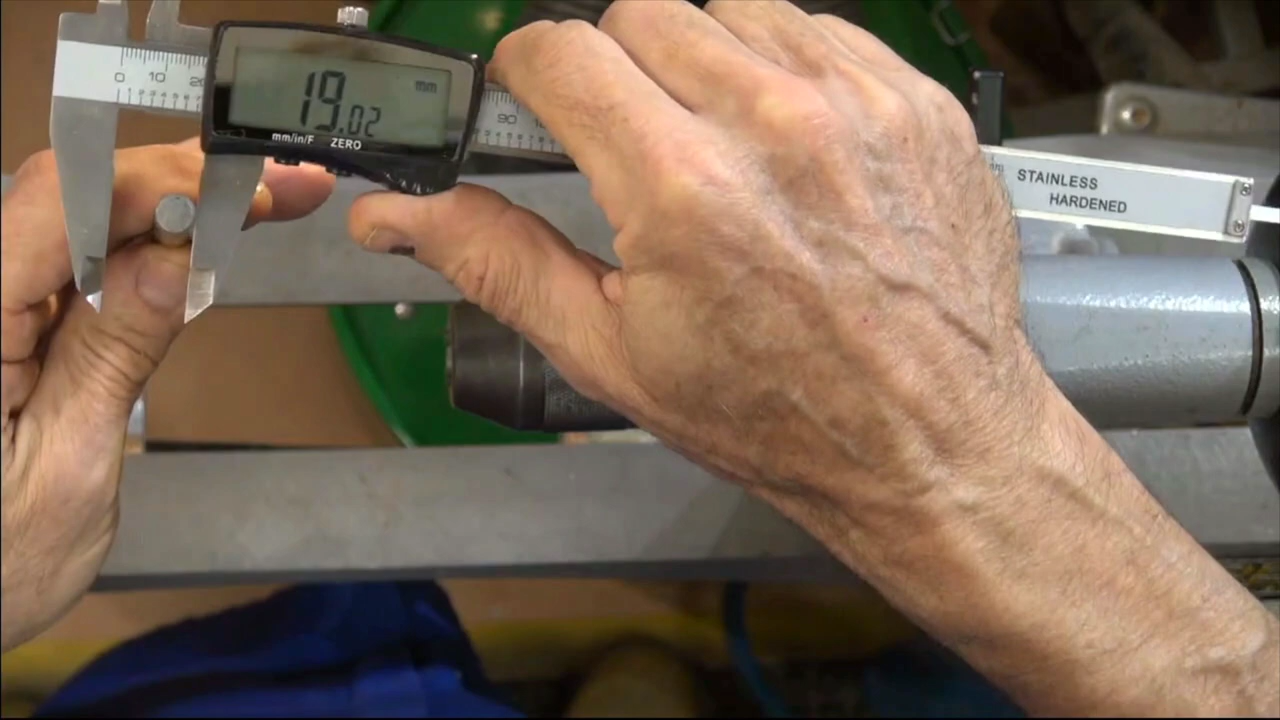 0 10 20
19.02 mm
mm/in/F ZERO
90
STAINLESS
HARDENED